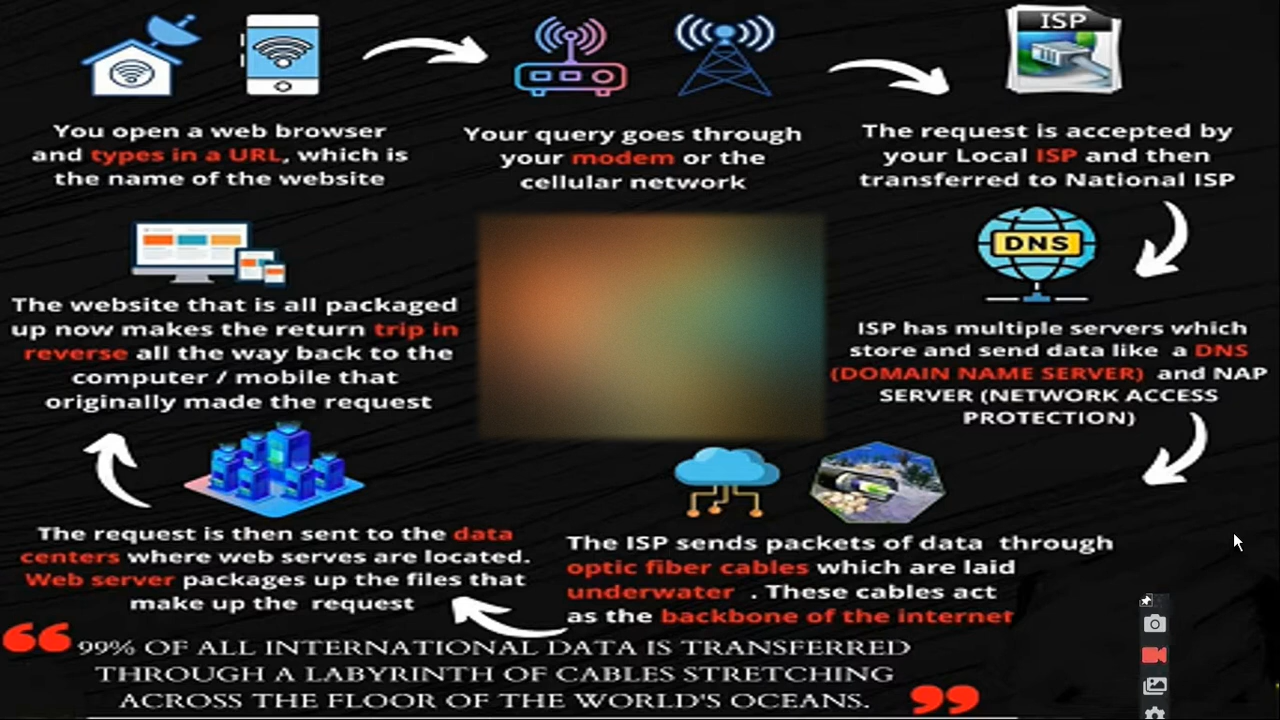 ISP
You open a web browser
and types in a URL, which is
the name of the website
Your query goes through
your modem or the
cellular network
The request is accepted by
your Local ISP and then
transferred to National ISP
DNS
ISP has multiple servers which
store and send data like a DNS
(DOMAIN NAME SERVER) and NAP
SERVER (NETWORK ACCESS
PROTECTION)
The ISP sends packets of data through
optic fiber cables which are laid
underwater . These cables act
as the backbone of the internet
The request is then sent to the data
centers where web serves are located.
Web server packages up the files that
make up the request
The website that is all packaged
up now makes the return trip in
reverse all the way back to the
computer / mobile that
originally made the request
“ 99% OF ALL INTERNATIONAL DATA IS TRANSFERRED
THROUGH A LABYRINTH OF CABLES STRETCHING
ACROSS THE FLOOR OF THE WORLD'S OCEANS. ”